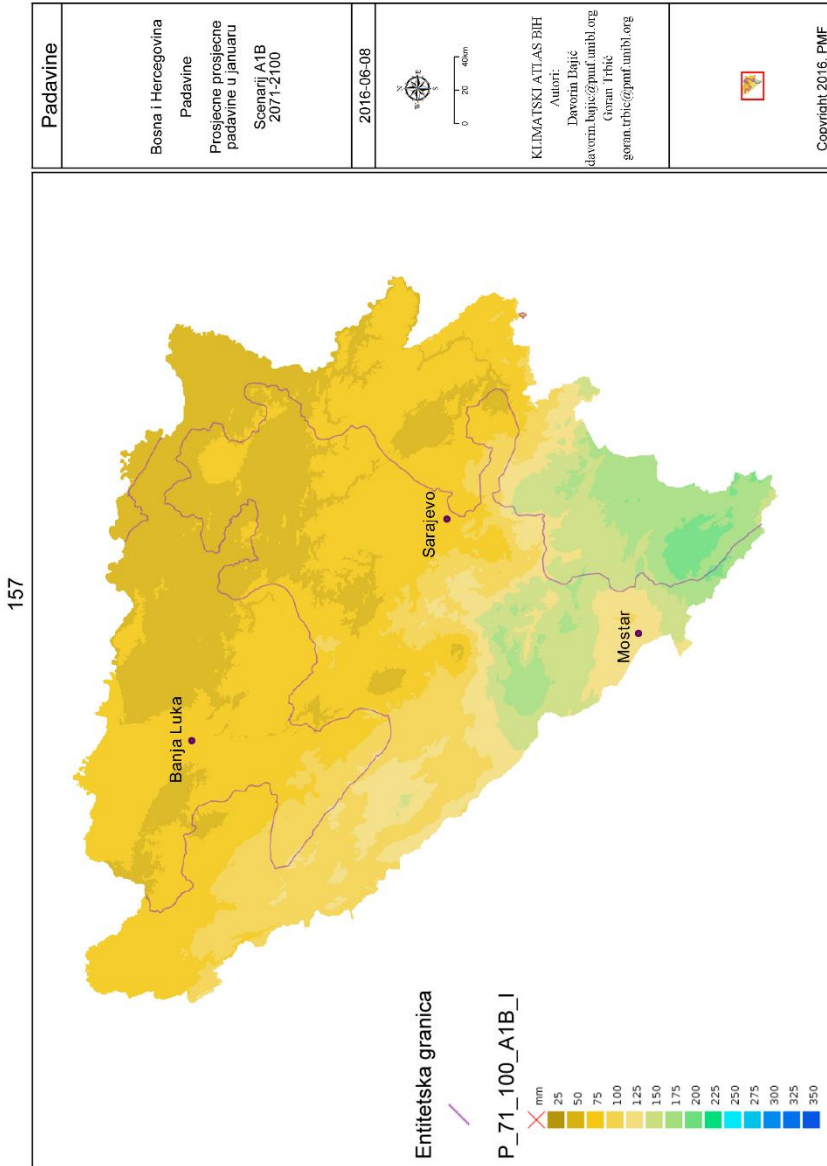 157
Padavine
Bosna i Hercegovina
Padavine
Prosjecne prosjecne
padavine u januaru
Scenarij A1B
2071-2100
2016-06-08
N
W
E
S
0 20 40km
KLIMATSKI ATLAS BIH
Autori:
Davorin Bajić
davorin.bajic@pmf.unibl.org
Goran Trbić
goran.trbic@pmf.unibl.org
Copyright 2016. PMF
Banja Luka
Sarajevo
Mostar
Entitetska granica
P_71_100_A1B_I
mm
25
50
75
100
125
150
175
200
225
250
275
300
325
350